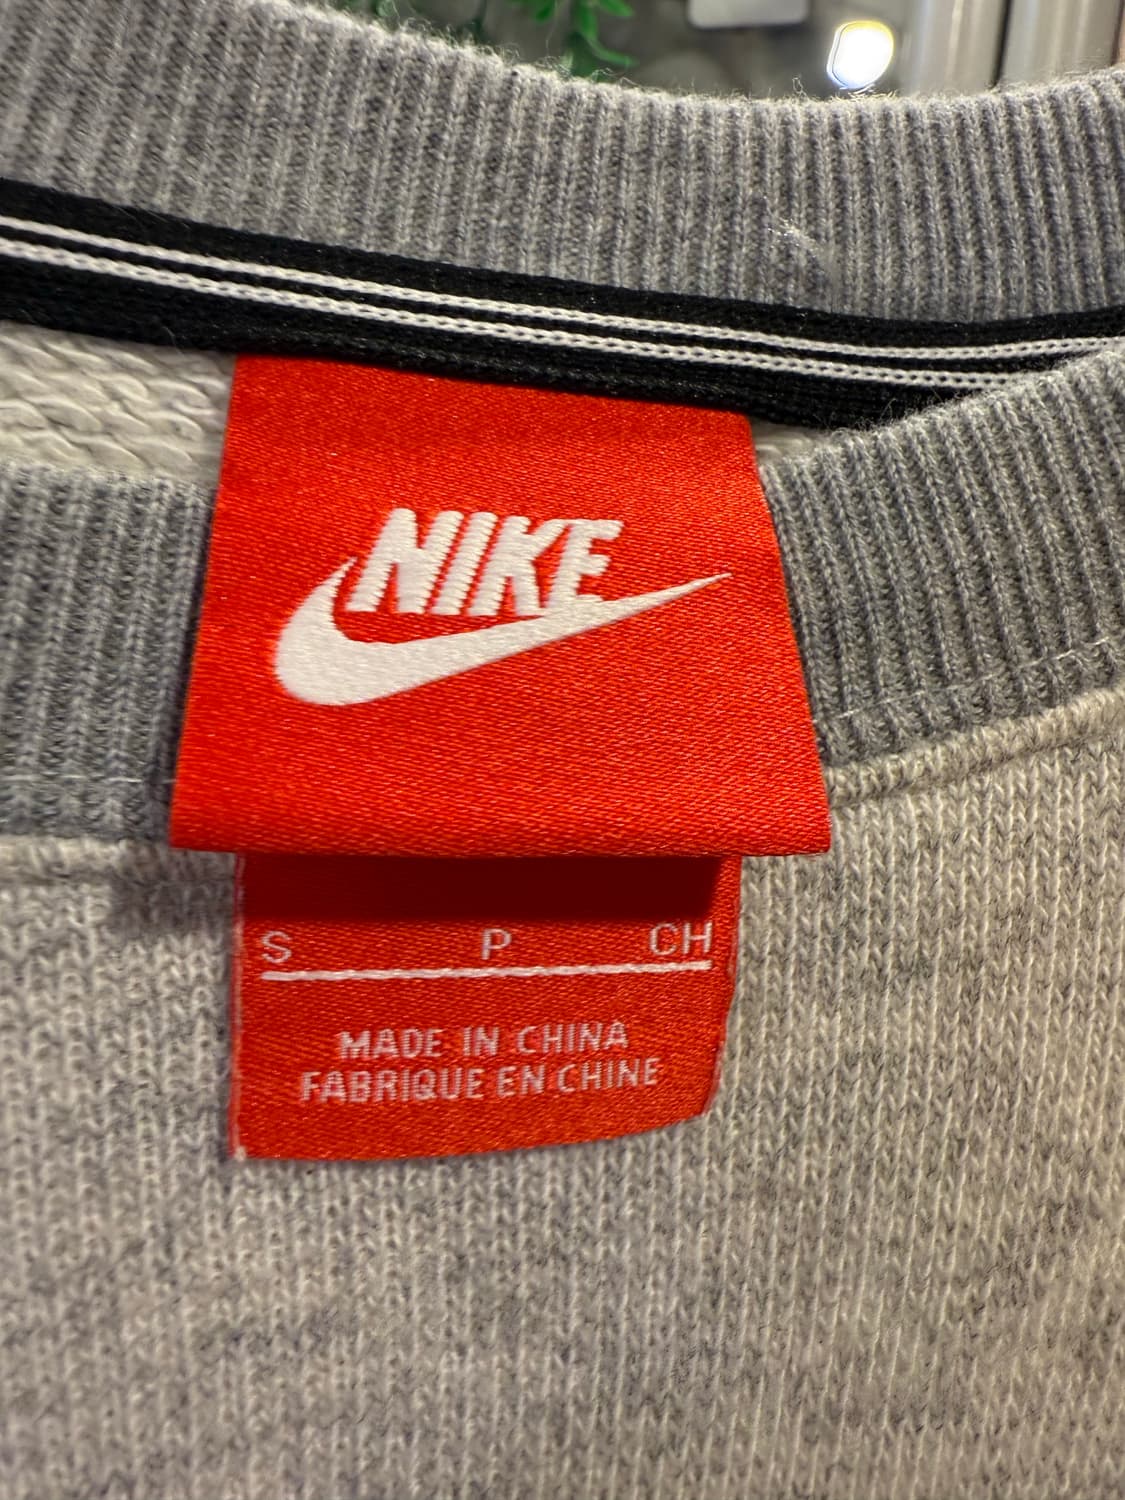 NIKE
S P CH
MADE IN CHINA
FABRIQUE EN CHINE